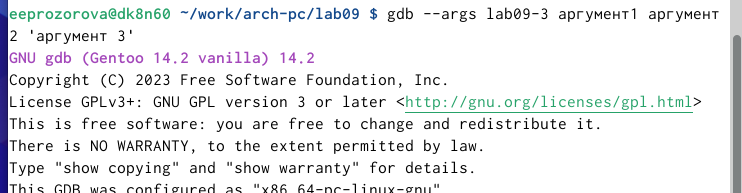 eeprozorova@dk8n60 ~/work/arch-pc/lab09 $ gdb --args lab09-3 аргумент1 аргумент
2 'аргумент 3'
GNU gdb (Gentoo 14.2 vanilla) 14.2
Copyright (C) 2023 Free Software Foundation, Inc.
License GPLv3+: GNU GPL version 3 or later <http://gnu.org/licenses/gpl.html>
This is free software: you are free to change and redistribute it.
There is NO WARRANTY, to the extent permitted by law.
Type "show copying" and "show warranty" for details.
This GDB was configured as "x86_64-pc-linux-gnu"